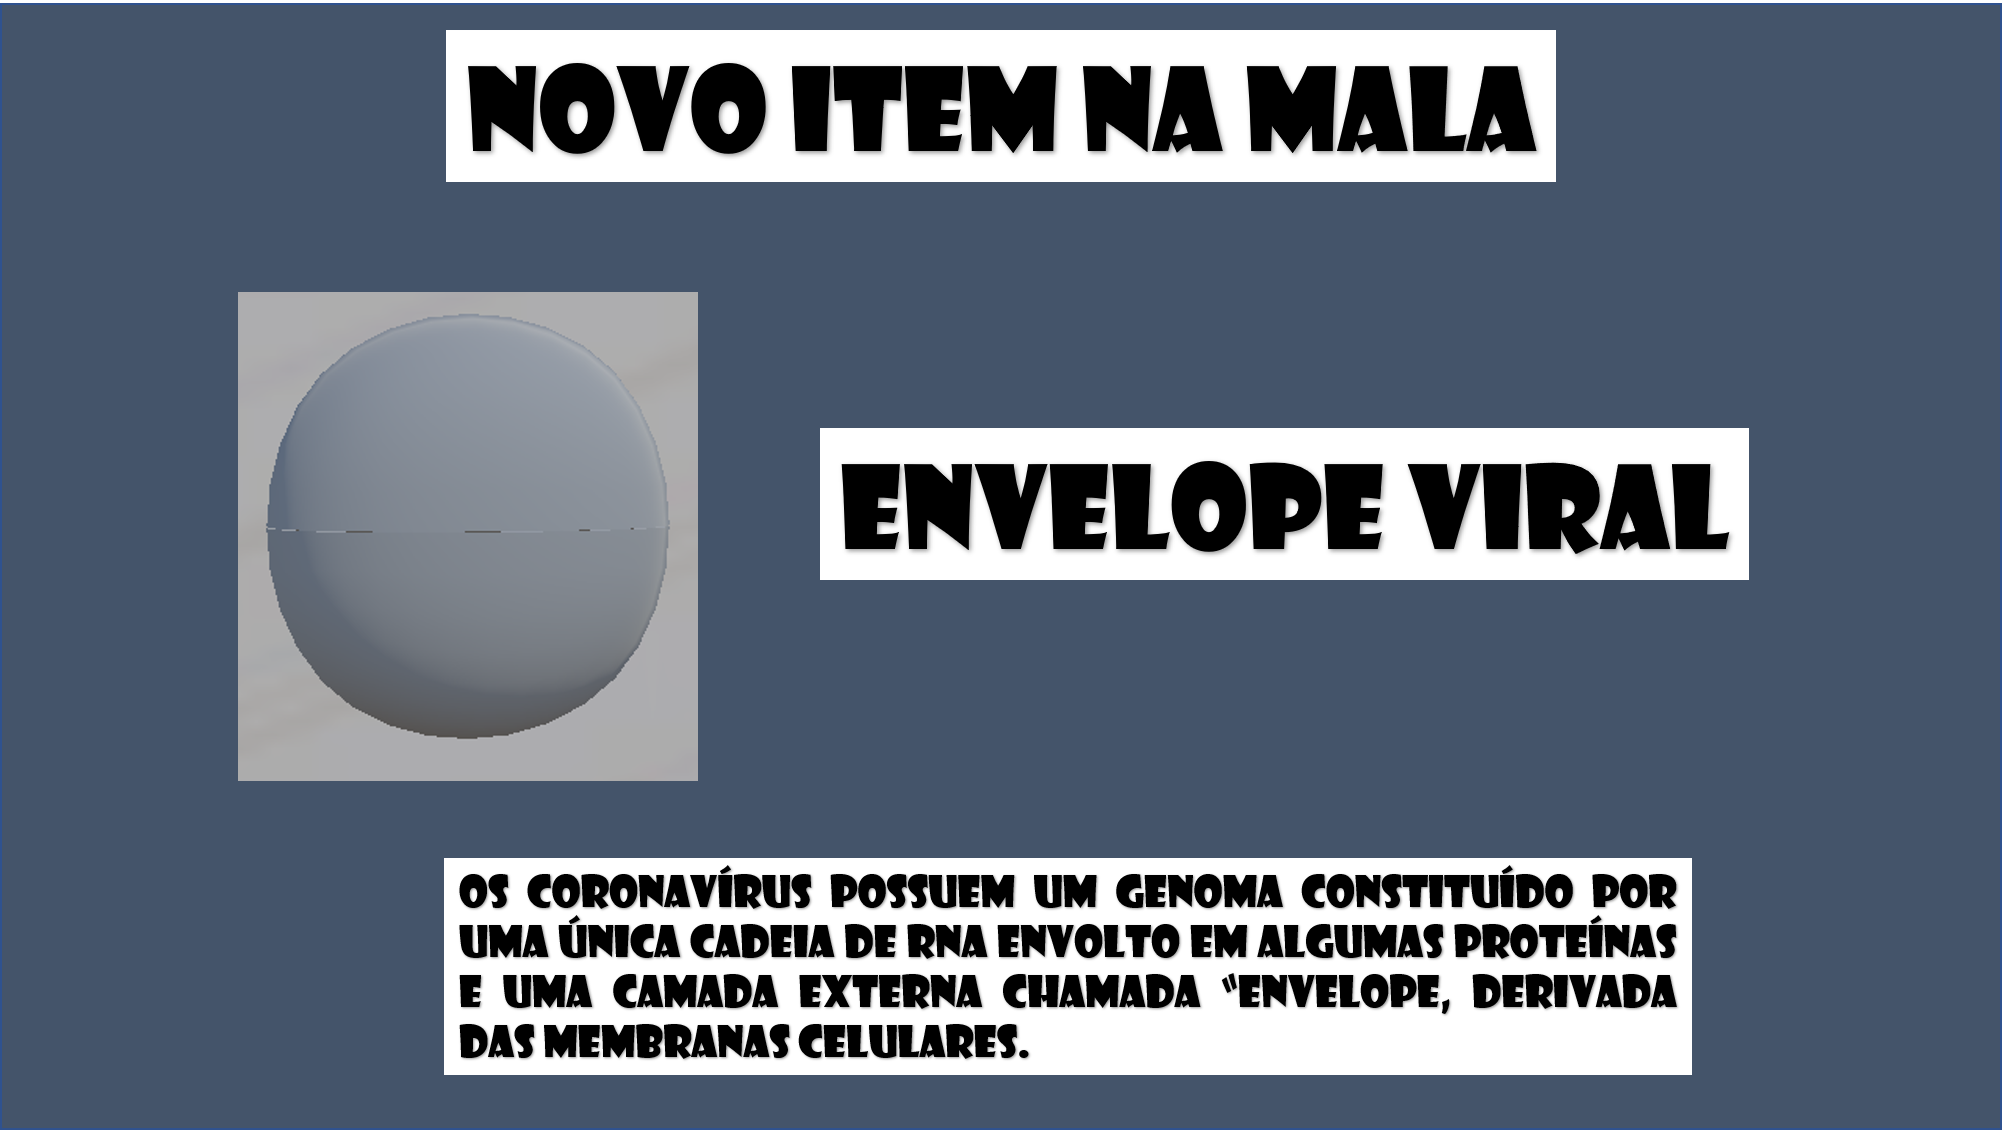 NOVO ITEM NA MALA
ENVELOPE VIRAL
OS CORONAVÍRUS POSSUEM UM GENOMA CONSTITUÍDO POR
UMA ÚNICA CADEIA DE RNA ENVOLTO EM ALGUMAS PROTEÍNAS
E UMA CAMADA EXTERNA CHAMADA “ENVELOPE, DERIVADA
DAS MEMBRANAS CELULARES.